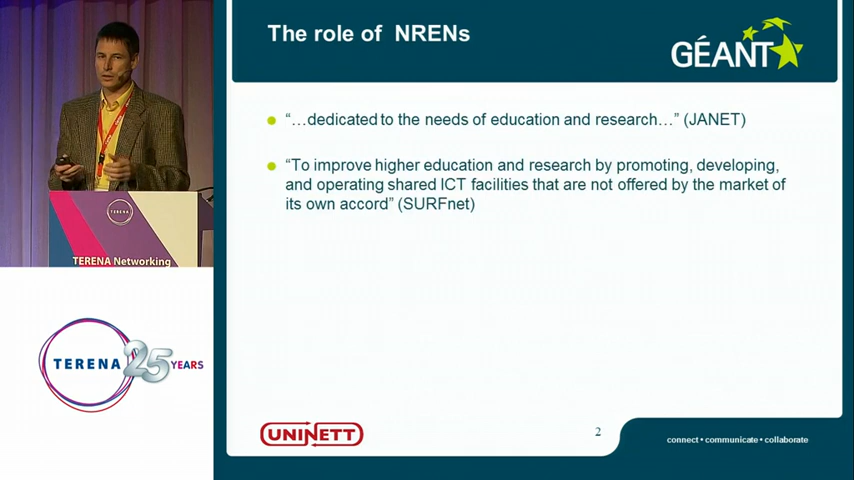 The role of NRENs
GÉANT
"...dedicated to the needs of education and research..." (JANET)
"To improve higher education and research by promoting, developing,
and operating shared ICT facilities that are not offered by the market of
its own accord" (SURFnet)
TERENA
TERENA Networking
TERENA 25 YEARS
UNINETT
2
connect • communicate • collaborate